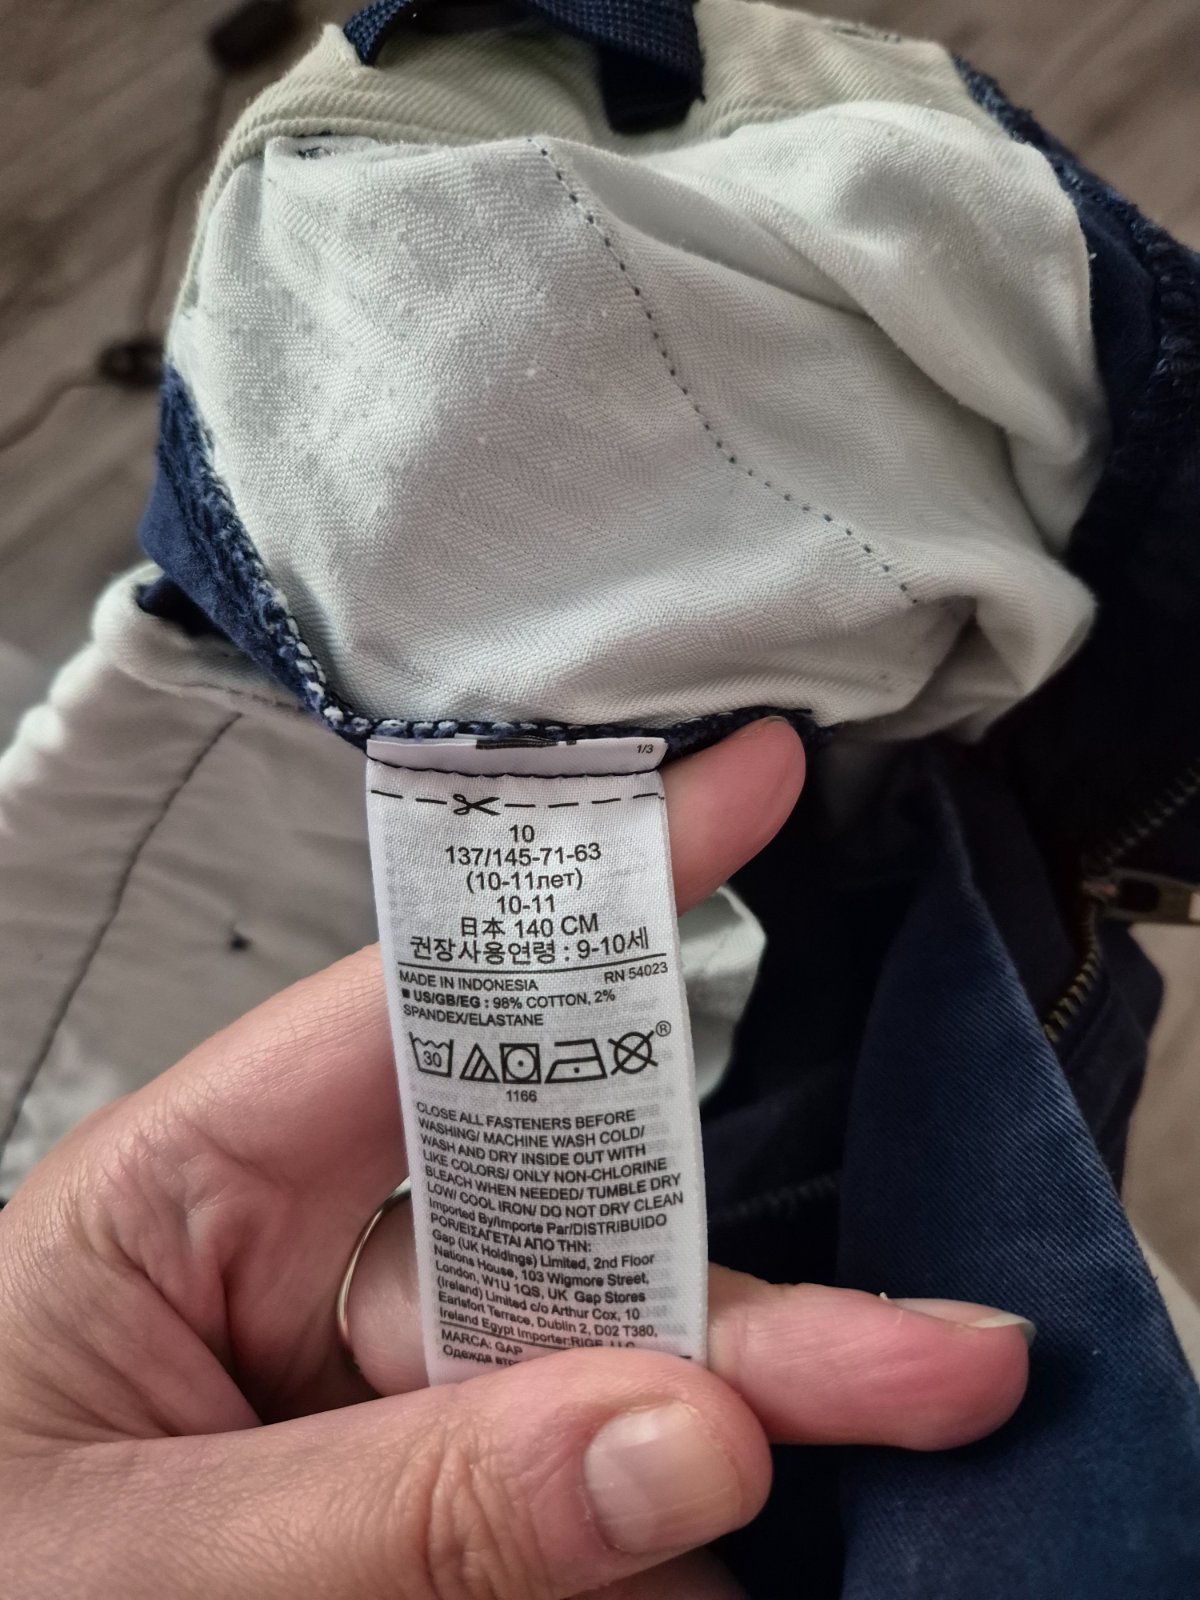 1/3
10
137/145-71-63
(10-11лет)
10-11
日本 140 CM
권장사용연령 : 9-10세
MADE IN INDONESIA RN 54023
■ US/GB/EG : 98% COTTON, 2%
SPANDEX/ELASTANE
30 ®
1166
CLOSE ALL FASTENERS BEFORE
WASHING/ MACHINE WASH COLD/
WASH AND DRY INSIDE OUT WITH
LIKE COLORS/ ONLY NON-CHLORINE
BLEACH WHEN NEEDED/ TUMBLE DRY
LOW/ COOL IRON/ DO NOT DRY CLEAN
Imported By/Importe Par/DISTRIBUIDO
POR/ΕΙΣΑΓΕΤΑΙ ΑΠΟ ΤΗΝ:
Gap (UK Holdings) Limited, 2nd Floor
Nations House, 103 Wigmore Street,
London, W1U 1QS, UK Gap Stores
(Ireland) Limited c/o Arthur Cox, 10
Earlsfort Terrace, Dublin 2, D02 T380,
Ireland Egypt Importer:
MARCA: GAP
Одежда